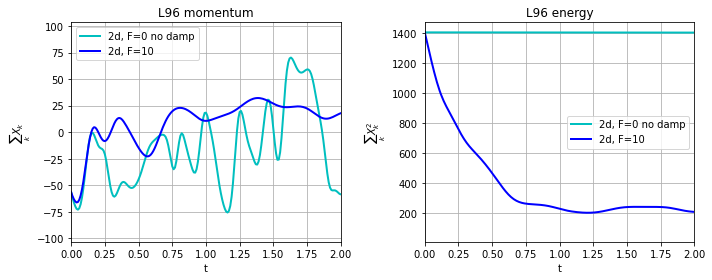 L96 momentum
100
75
50
25
0
−25
−50
−75
−100
∑ₖ Xₖ
2d, F=0 no damp
2d, F=10
0.00 0.25 0.50 0.75 1.00 1.25 1.50 1.75 2.00
t
L96 energy
1400
1200
1000
800
600
400
200
∑ₖ Xₖ²
2d, F=0 no damp
2d, F=10
0.00 0.25 0.50 0.75 1.00 1.25 1.50 1.75 2.00
t